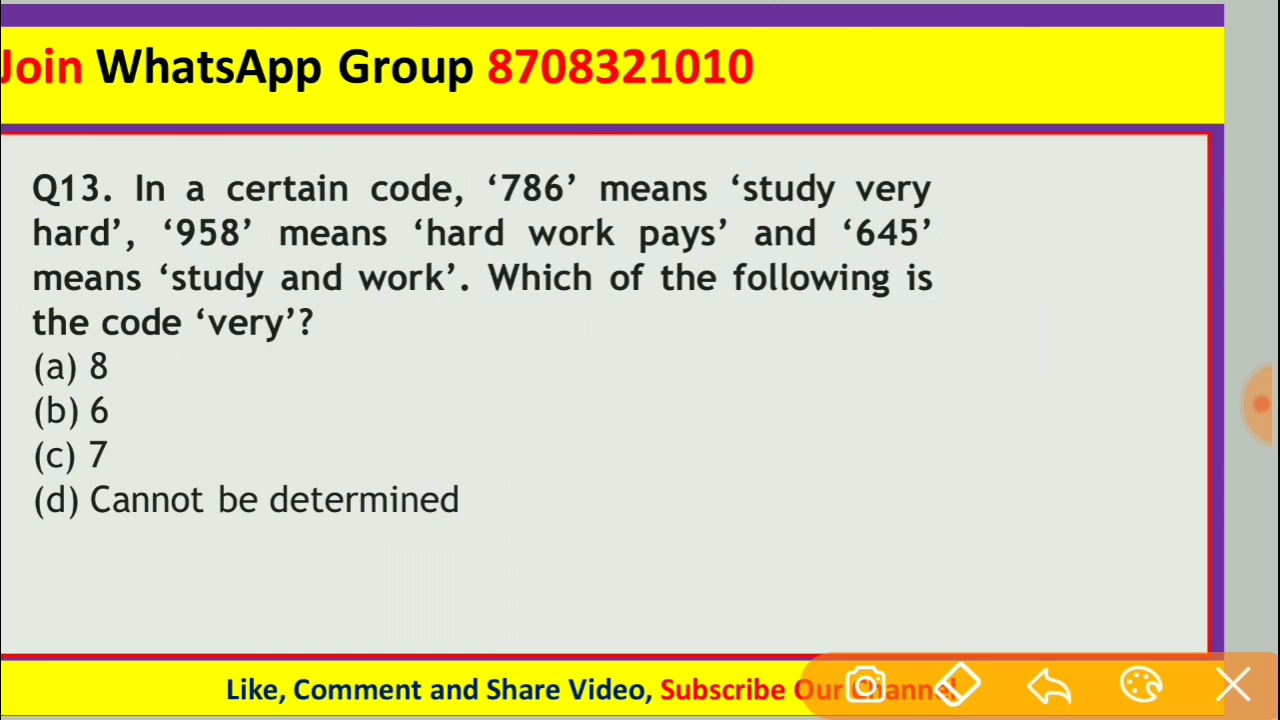 Join WhatsApp Group 8708321010
Q13. In a certain code, ‘786’ means ‘study very
hard’, ‘958’ means ‘hard work pays’ and ‘645’
means ‘study and work’. Which of the following is
the code ‘very’?
(a) 8
(b) 6
(c) 7
(d) Cannot be determined
Like, Comment and Share Video, Subscribe Our Channel